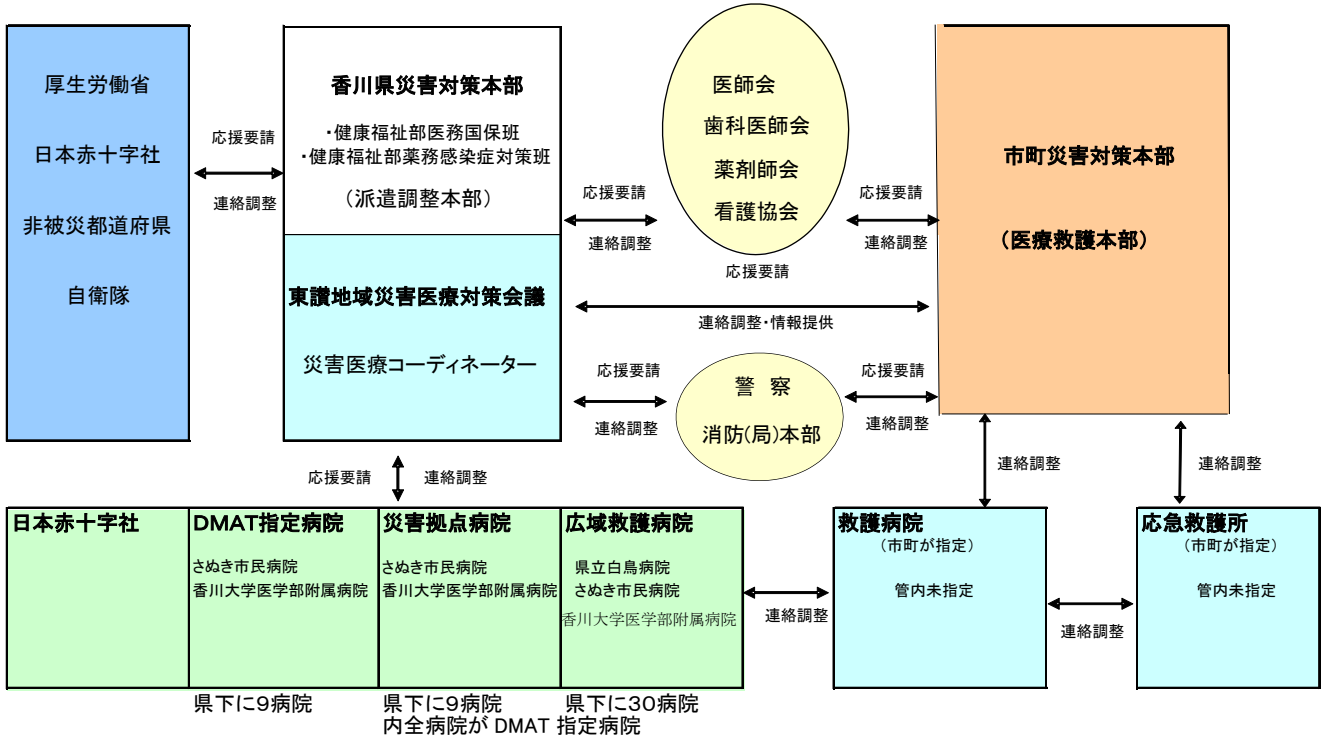 厚生労働省
日本赤十字社
非被災都道府県
自衛隊
応援要請
連絡調整
香川県災害対策本部
・健康福祉部医務国保班
・健康福祉部薬務感染症対策班
(派遣調整本部)
東讃地域災害医療対策会議
災害医療コーディネーター
応援要請
連絡調整
医師会
歯科医師会
薬剤師会
看護協会
応援要請
連絡調整
応援要請
連絡調整・情報提供
応援要請
連絡調整
警 察
消防(局)本部
応援要請
連絡調整
市町災害対策本部
(医療救護本部)
応援要請
連絡調整
連絡調整
連絡調整
日本赤十字社
DMAT指定病院
さぬき市民病院
香川大学医学部附属病院
災害拠点病院
さぬき市民病院
香川大学医学部附属病院
広域救護病院
県立白鳥病院
さぬき市民病院
香川大学医学部附属病院
連絡調整
救護病院
(市町が指定)
管内未指定
連絡調整
応急救護所
(市町が指定)
管内未指定
県下に9病院
県下に9病院
内全病院が DMAT 指定病院
県下に30病院